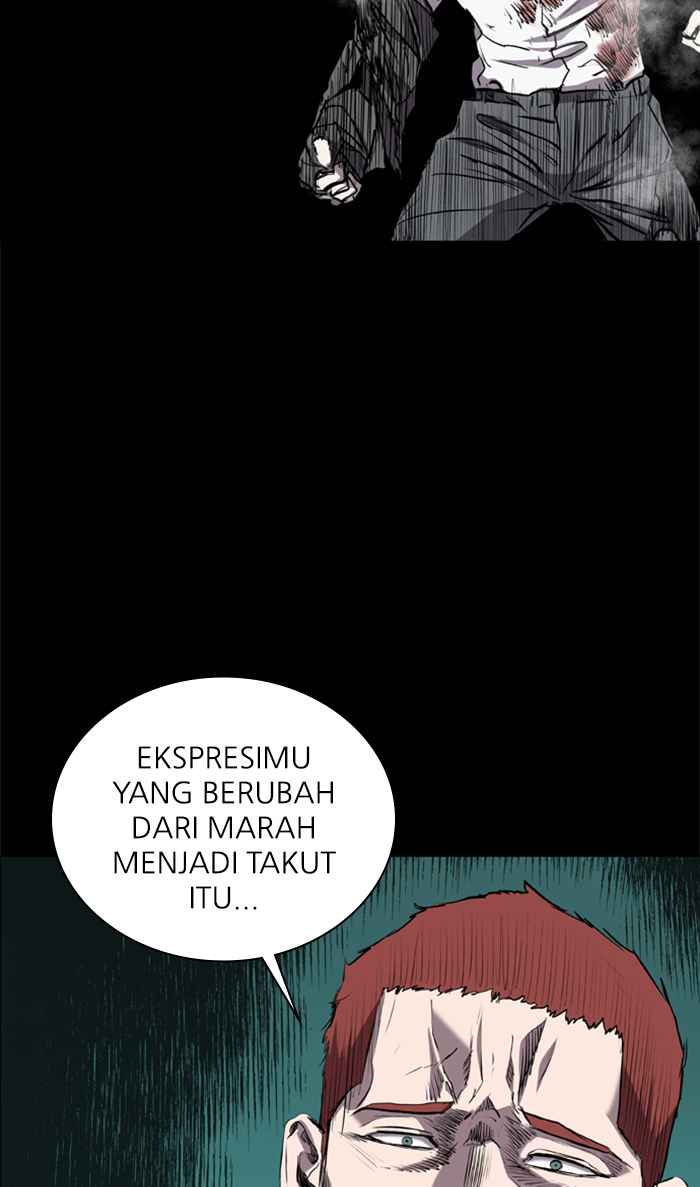 EKSPRESIMU
YANG BERUBAH
DARI MARAH
MENJADI TAKUT
ITU...